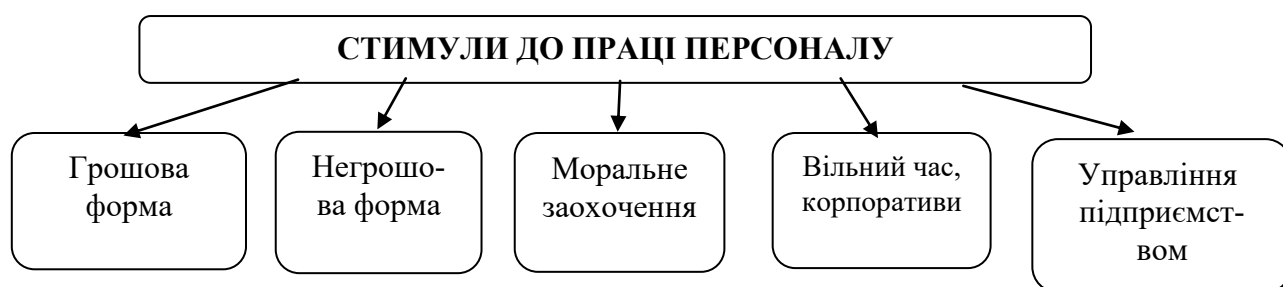 СТИМУЛИ ДО ПРАЦІ ПЕРСОНАЛУ
Грошова
форма
Негрошо-
ва форма
Моральне
заохочення
Вільний час,
корпоративи
Управління
підприємст-
вом